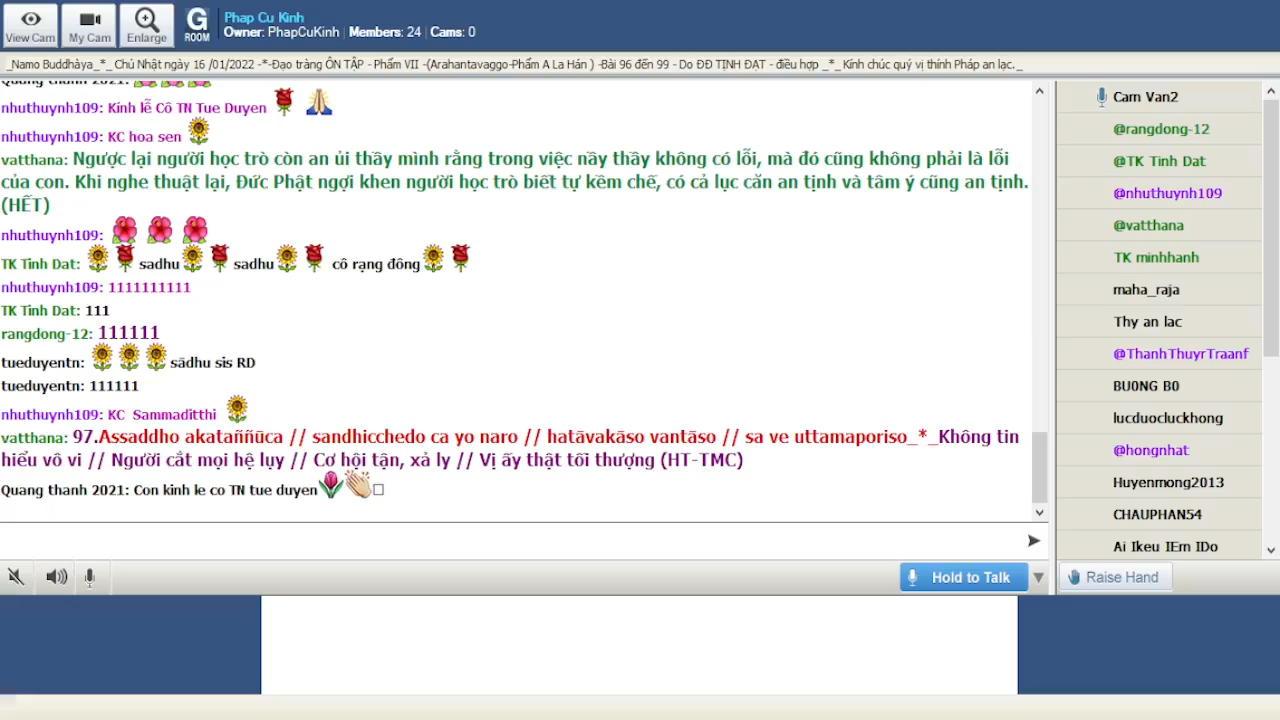 View Cam
My Cam
Enlarge
G
ROOM
Phap Cu Kinh
Owner: PhapCuKinh | Members: 24 | Cams: 0
_Namo Buddhàya_*_ Chủ Nhật ngày 16 /01/2022 -*-Đạo tràng ÔN TẬP - Phẩm VII -(Arahantavaggo-Phẩm A La Hán ) -Bài 96 đến 99 - Do ĐĐ TỊNH ĐẠT - điều hợp _*_ Kính chúc quý vị thính Pháp an lạc._
Quang thanh 2021:
nhuthuynh109: Kính lễ Cô TN Tue Duyen
nhuthuynh109: KC hoa sen
vatthana: Ngược lại người học trò còn an ủi thầy mình rằng trong việc nầy thầy không có lỗi, mà đó cũng không phải là lỗi
của con. Khi nghe thuật lại, Đức Phật ngợi khen người học trò biết tự kềm chế, có cả lục căn an tịnh và tâm ý cũng an tịnh.
(HẾT)
nhuthuynh109:
TK Tinh Dat: sadhu sadhu cô rạng đông
nhuthuynh109: 1111111111
TK Tinh Dat: 111
rangdong-12: 111111
tueduyentn: sādhu sis RD
tueduyentn: 111111
nhuthuynh109: KC Sammadiṭṭhi
vatthana: 97.Assaddho akataññūca // sandhicchedo ca yo naro // hatāvakāso vantāso // sa ve uttamaporiso_*_Không tin
hiểu vô vi // Người cắt mọi hệ lụy // Cơ hội tận, xả ly // Vị ấy thật tối thượng (HT-TMC)
Quang thanh 2021: Con kinh le co TN tue duyen
Hold to Talk
Cam Van2
@rangdong-12
@TK Tinh Dat
@nhuthuynh109
@vatthana
TK minhhanh
maha_raja
Thy an lac
@ThanhThuyrTraanf
BU0NG B0
lucduocluckhong
@hongnhat
Huyenmong2013
CHAUPHAN54
Ai Ikeu IEm IDo
Raise Hand